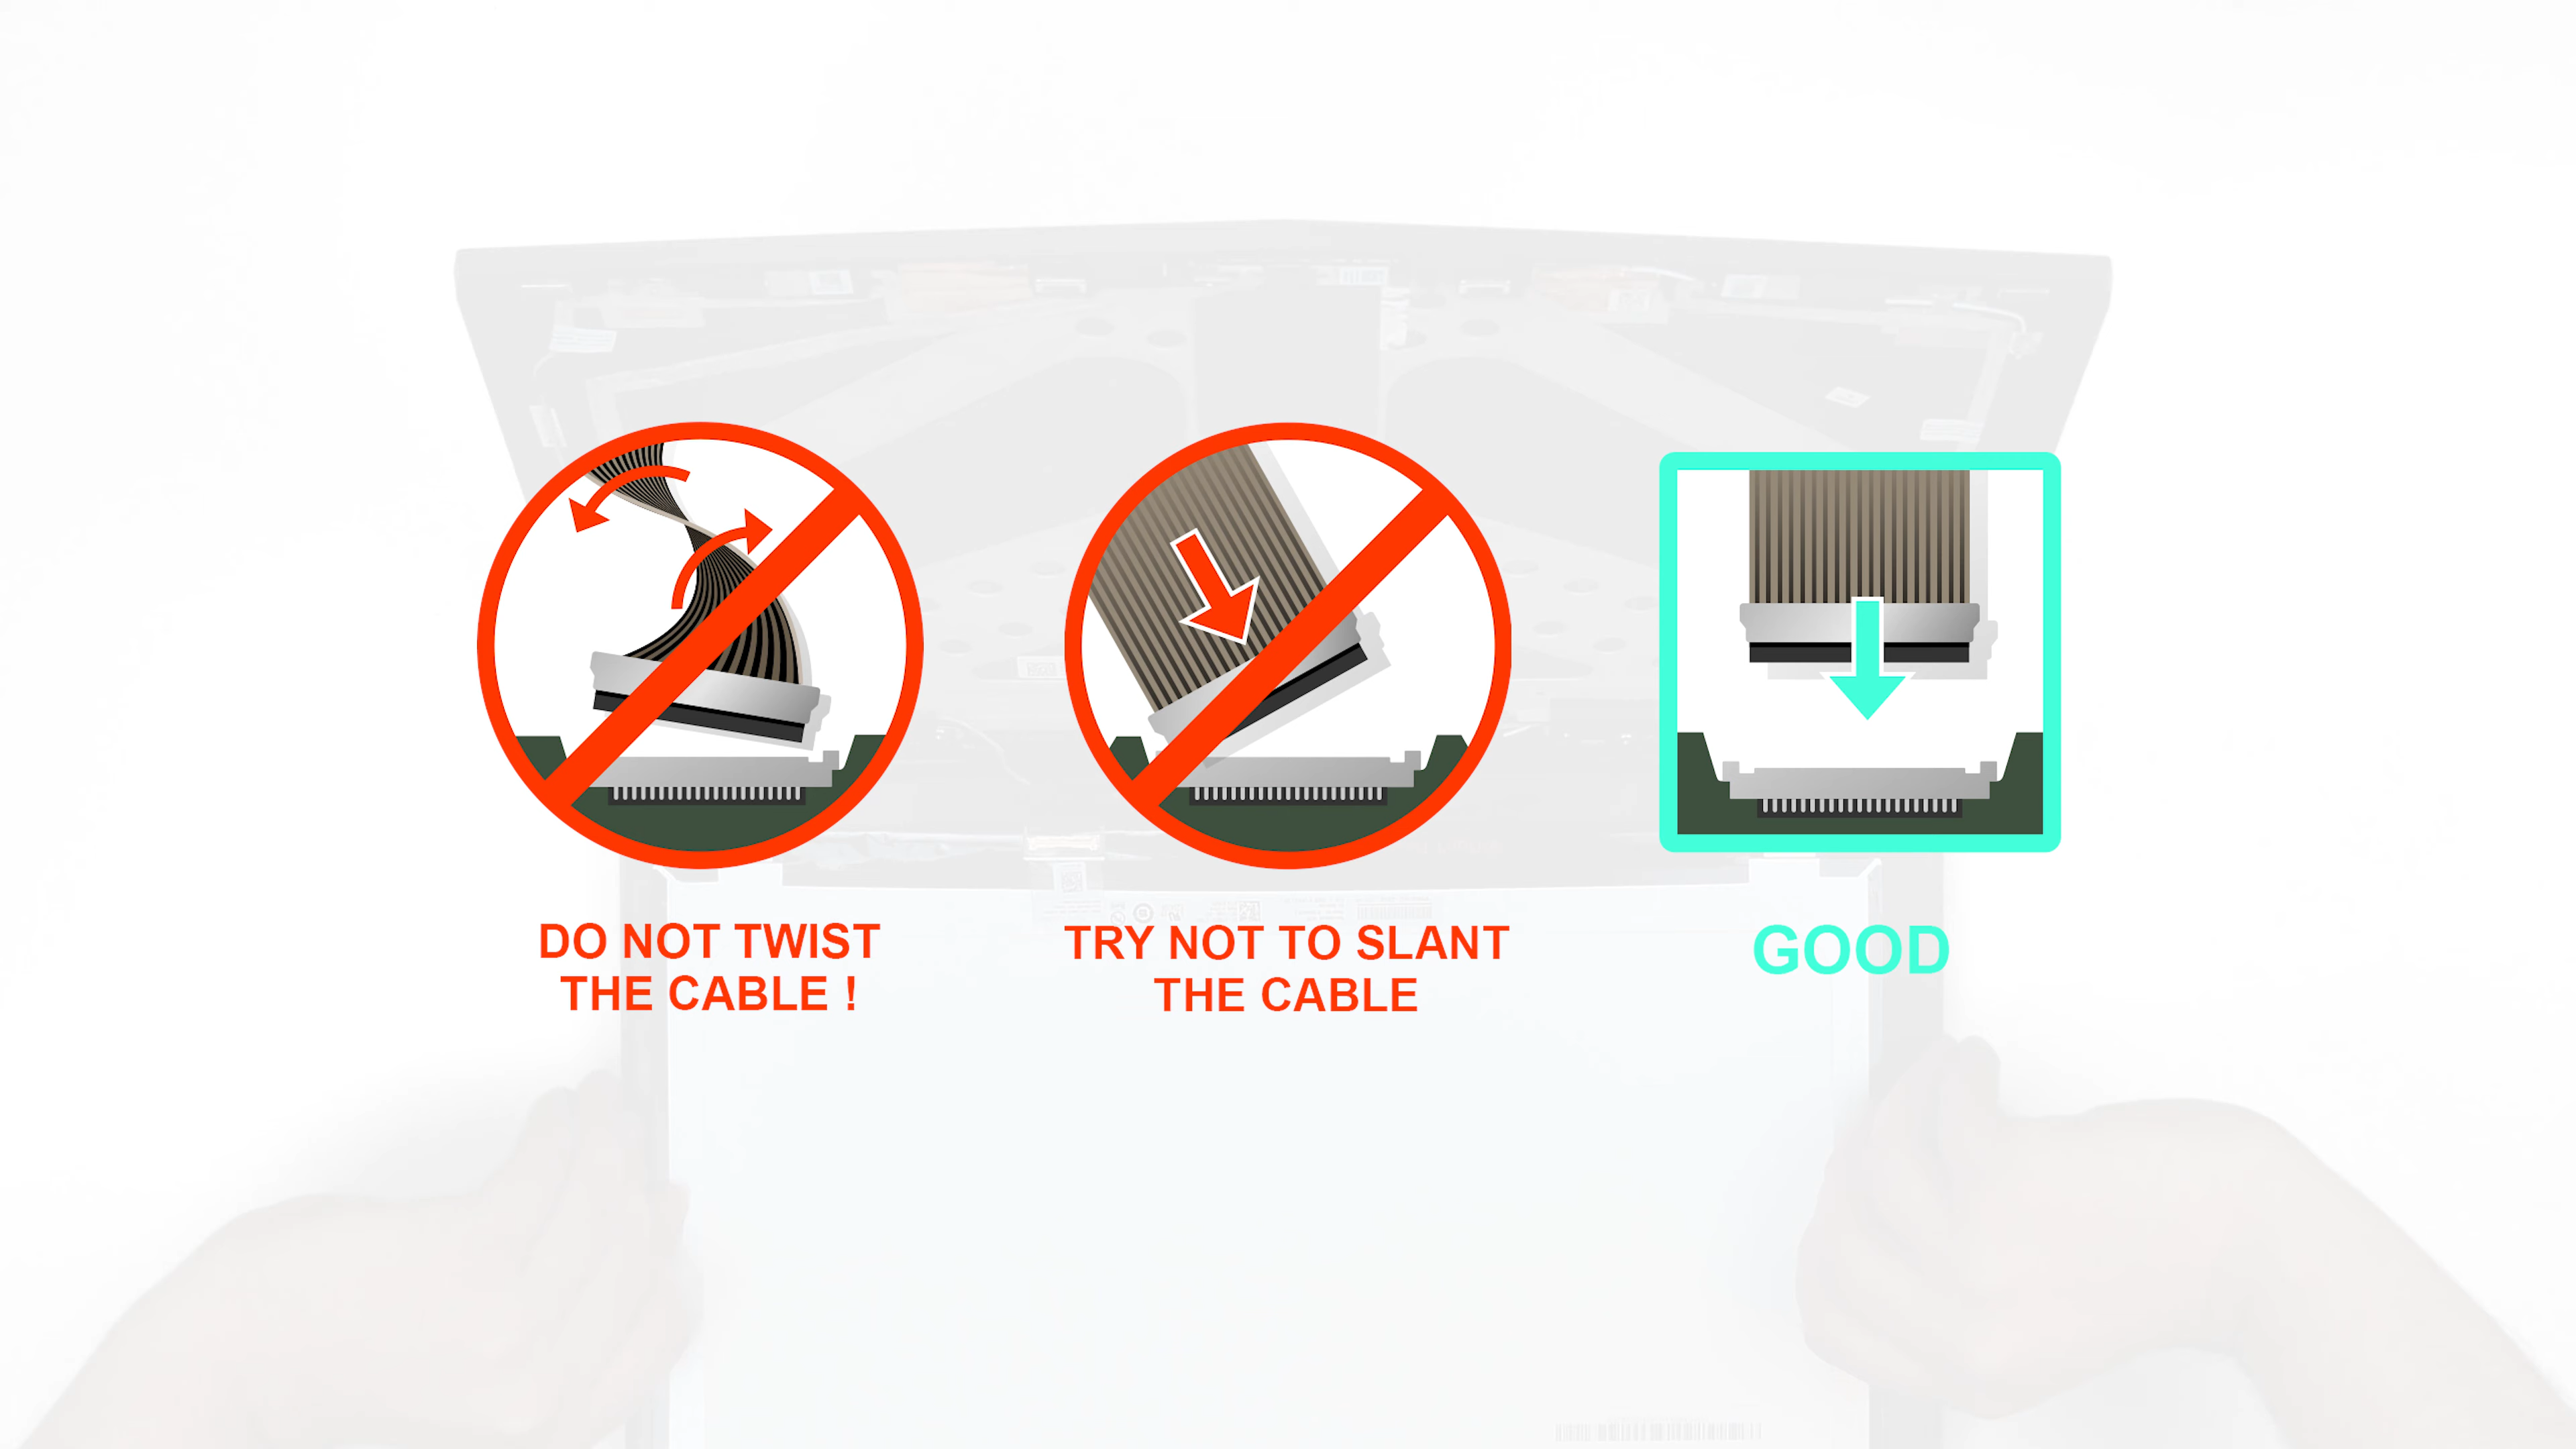 DO NOT TWIST
THE CABLE !
TRY NOT TO SLANT
THE CABLE
GOOD